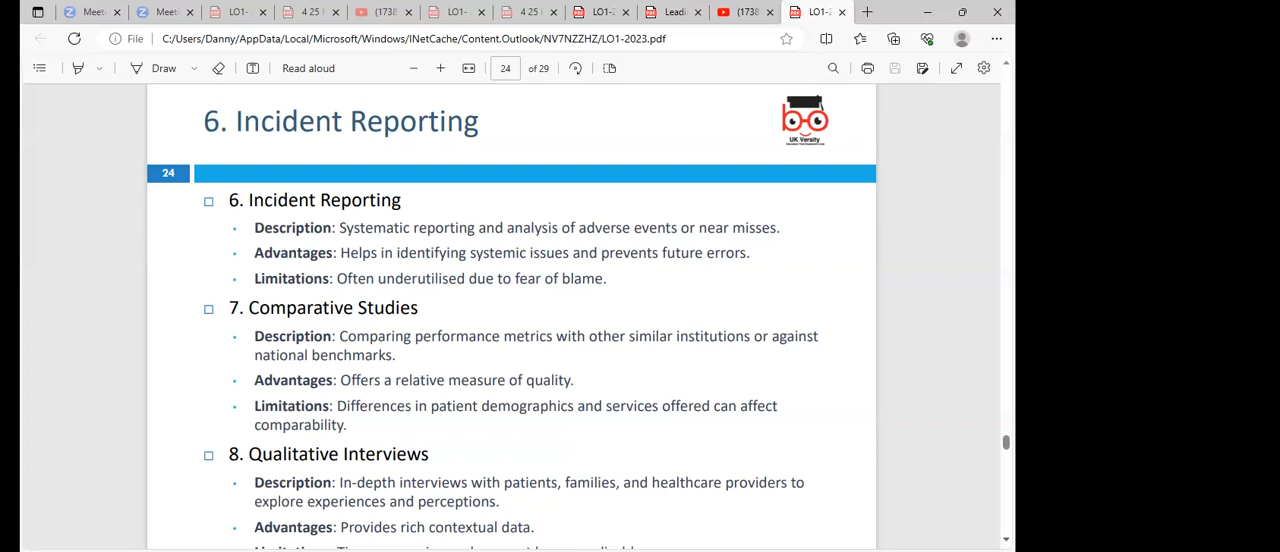 Meeti
Meeti
LO1-
4 25 I
(1738
LO1-
4 25 I
LO1-2
Leadi
(1738
LO1-2
File
C:/Users/Danny/AppData/Local/Microsoft/Windows/INetCache/Content.Outlook/NV7NZZHZ/LO1-2023.pdf
Draw
Read aloud
24
of 29
6. Incident Reporting
UK Versity
24
6. Incident Reporting
Description: Systematic reporting and analysis of adverse events or near misses.
Advantages: Helps in identifying systemic issues and prevents future errors.
Limitations: Often underutilised due to fear of blame.
7. Comparative Studies
Description: Comparing performance metrics with other similar institutions or against
national benchmarks.
Advantages: Offers a relative measure of quality.
Limitations: Differences in patient demographics and services offered can affect
comparability.
8. Qualitative Interviews
Description: In-depth interviews with patients, families, and healthcare providers to
explore experiences and perceptions.
Advantages: Provides rich contextual data.